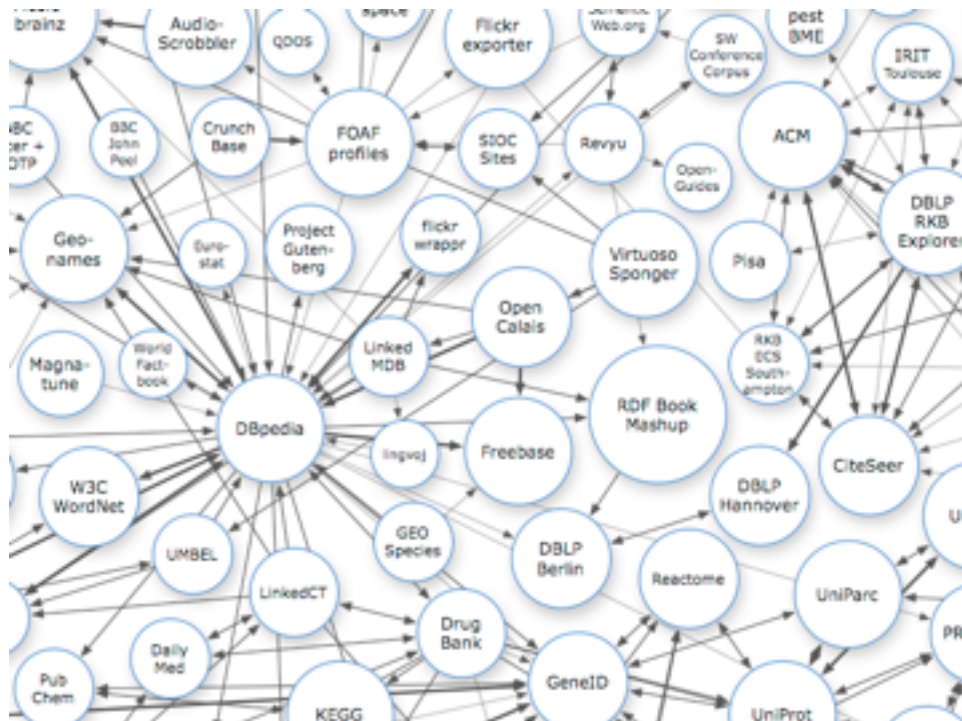 brainz
Audio-
Scrobbler
QDOS
space
Flickr
exporter
Web.org
SW
Conference
Corpus
pest
BME
IRIT
Toulouse
BBC
John
Peel
Crunch
Base
FOAF
profiles
SIOC
Sites
Revyu
Open-
Guides
ACM
DBLP
RKB
Explorer
Geo-
names
Euro-
stat
Project
Guten-
berg
flickr
wrappr
Virtuoso
Sponger
Pisa
Open
Calais
Magna-
tune
World
Fact-
book
Linked
MDB
RKB
ECS
South-
ampton
RDF Book
Mashup
DBpedia
lingvoj
Freebase
CiteSeer
W3C
WordNet
DBLP
Hannover
UMBEL
GEO
Species
DBLP
Berlin
Reactome
UniParc
LinkedCT
Drug
Bank
Daily
Med
Pub
Chem
KEGG
GeneID
UniProt
PR